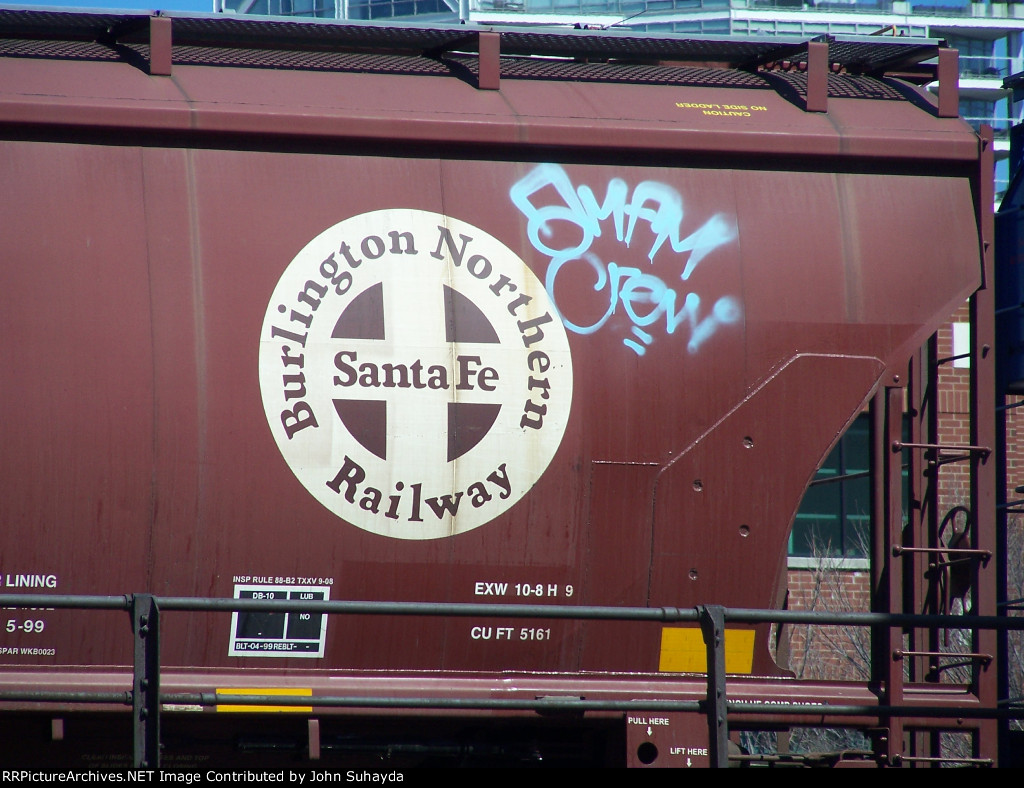 CAUTION
NO SIDE LADDER
Burlington Northern
Santa Fe
Railway
Crew
LINING
5-99
SPAR WKB0023
INSP RULE 88-B2 TXXV 9-08
DB-10 LUB
NO
BLT-04-99 REBLT- -
EXW 10-8 H 9
CU FT 5161
PULL HERE
LIFT HERE
RRPictureArchives.NET Image Contributed by John Suhayda